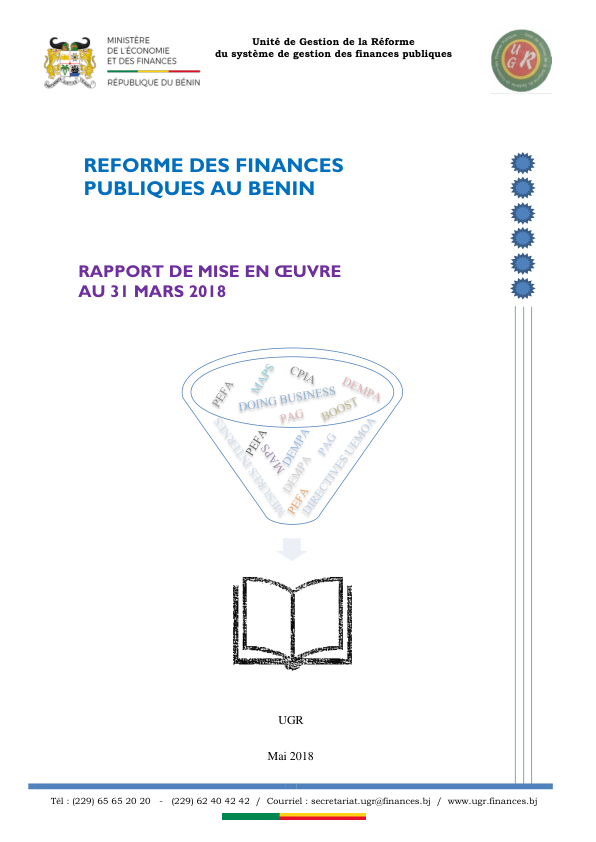 MINISTÈRE
DE L'ÉCONOMIE
ET DES FINANCES
RÉPUBLIQUE DU BÉNIN
Unité de Gestion de la Réforme
du système de gestion des finances publiques
UGR
REFORME DES FINANCES
PUBLIQUES AU BENIN
RAPPORT DE MISE EN ŒUVRE
AU 31 MARS 2018
PEFA
MAPS
CPIA
DEMPA
DOING BUSINESS
PAG
BOOST
MESURES INTERNES
PEFA
MAPS
DEMPA
DEMPA
PAG
PEFA
DIRECTIVES UEMOA
UGR
Mai 2018
Tél : (229) 65 65 20 20 - (229) 62 40 42 42 / Courriel : secretariat.ugr@finances.bj / www.ugr.finances.bj